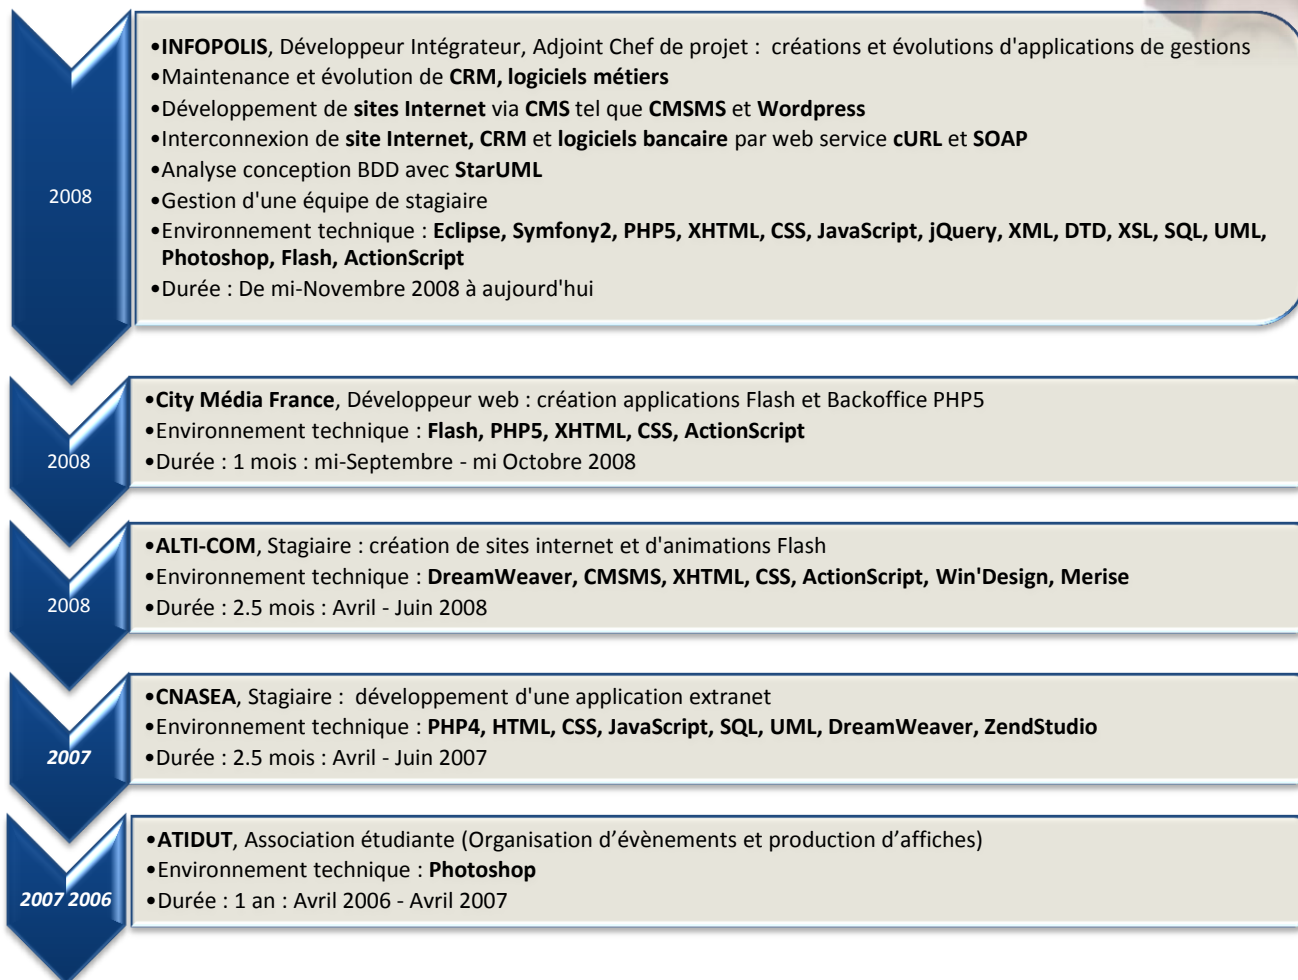 2008
•INFOPOLIS, Développeur Intégrateur, Adjoint Chef de projet :  créations et évolutions d'applications de gestions
•Maintenance et évolution de CRM, logiciels métiers
•Développement de sites Internet via CMS tel que CMSMS et Wordpress
•Interconnexion de site Internet, CRM et logiciels bancaire par web service cURL et SOAP
•Analyse conception BDD avec StarUML
•Gestion d'une équipe de stagiaire
•Environnement technique : Eclipse, Symfony2, PHP5, XHTML, CSS, JavaScript, jQuery, XML, DTD, XSL, SQL, UML,
Photoshop, Flash, ActionScript
•Durée : De mi-Novembre 2008 à aujourd'hui
2008
•City Média France, Développeur web : création applications Flash et Backoffice PHP5
•Environnement technique : Flash, PHP5, XHTML, CSS, ActionScript
•Durée : 1 mois : mi-Septembre - mi Octobre 2008
2008
•ALTI-COM, Stagiaire : création de sites internet et d'animations Flash
•Environnement technique : DreamWeaver, CMSMS, XHTML, CSS, ActionScript, Win'Design, Merise
•Durée : 2.5 mois : Avril - Juin 2008
2007
•CNASEA, Stagiaire :  développement d'une application extranet
•Environnement technique : PHP4, HTML, CSS, JavaScript, SQL, UML, DreamWeaver, ZendStudio
•Durée : 2.5 mois : Avril - Juin 2007
2007 2006
•ATIDUT, Association étudiante (Organisation d’évènements et production d’affiches)
•Environnement technique : Photoshop
•Durée : 1 an : Avril 2006 - Avril 2007